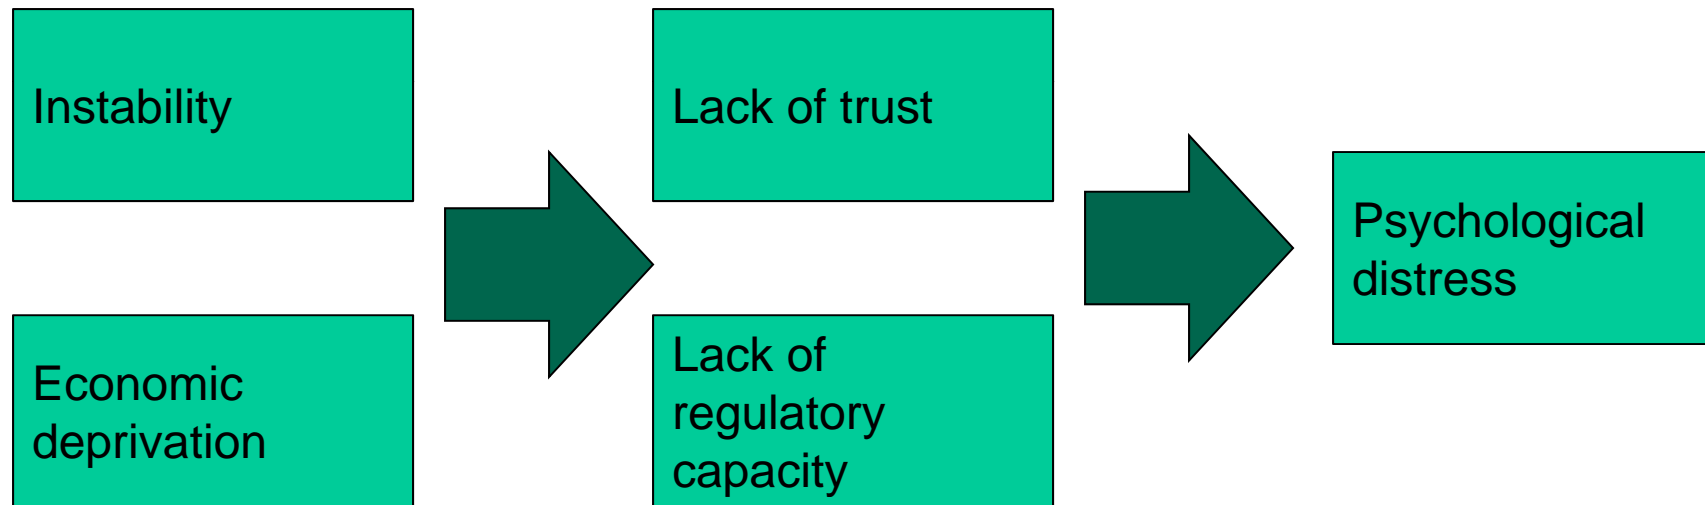 Instability
Lack of trust
Psychological
distress
Economic
deprivation
Lack of
regulatory
capacity